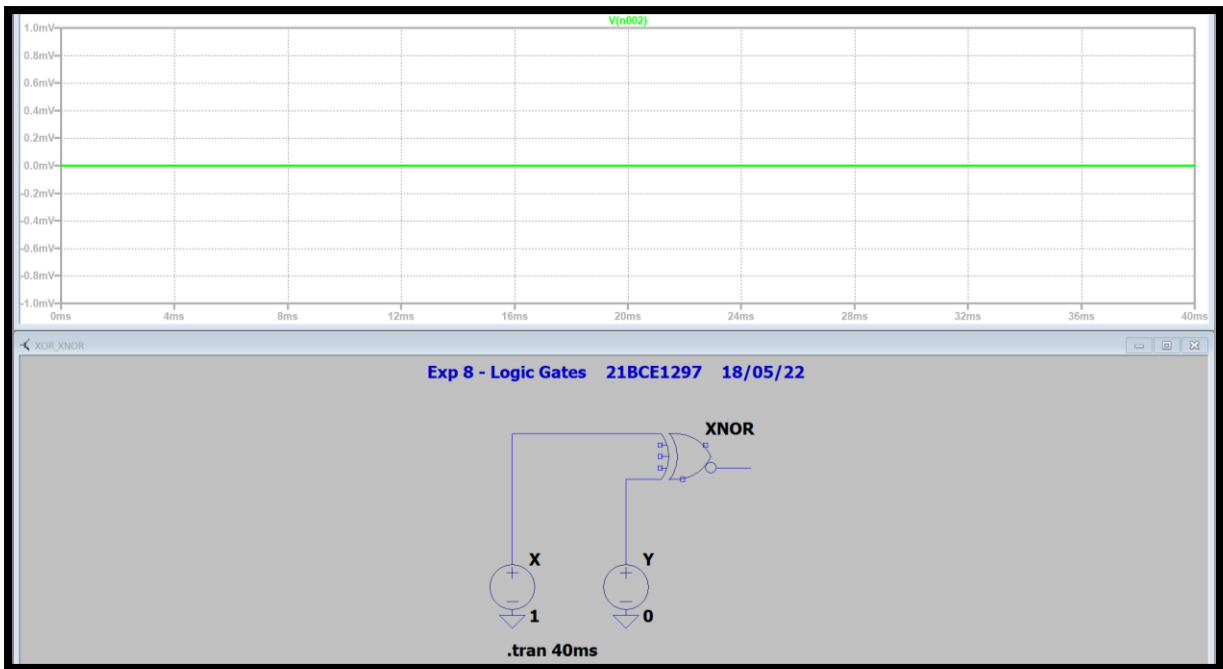 V(n002)
1.0mV
0.8mV
0.6mV
0.4mV
0.2mV
0.0mV
-0.2mV
-0.4mV
-0.6mV
-0.8mV
-1.0mV
0ms 4ms 8ms 12ms 16ms 20ms 24ms 28ms 32ms 36ms 40ms
XOR_XNOR
Exp 8 - Logic Gates 21BCE1297 18/05/22
XNOR
X Y
1 0
.tran 40ms